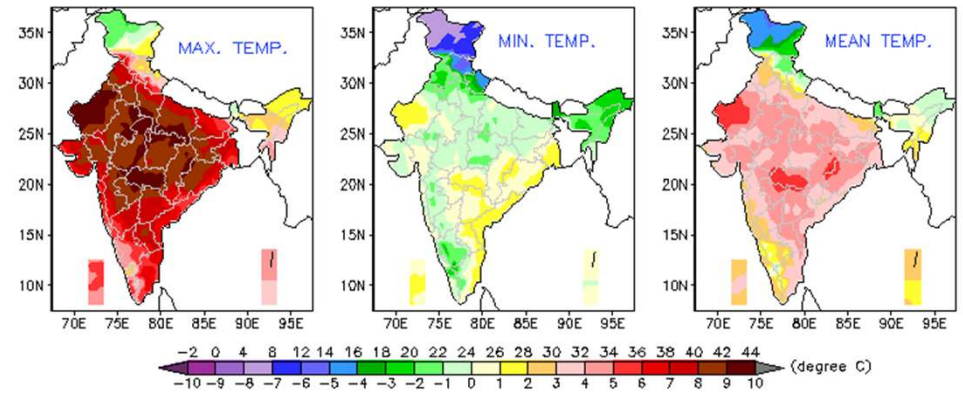 MAX. TEMP.
MIN. TEMP.
MEAN TEMP.
35N
30N
25N
20N
15N
10N
70E 75E 80E 85E 90E 95E
35N
30N
25N
20N
15N
10N
70E 75E 80E 85E 90E 95E
35N
30N
25N
20N
15N
10N
70E 75E 80E 85E 90E 95E
-2 0 4 8 12 14 16 18 20 22 24 26 28 30 32 34 36 38 40 42 44
(degree C)
-10 -9 -8 -7 -6 -5 -4 -3 -2 -1 0 1 2 3 4 5 6 7 8 9 10